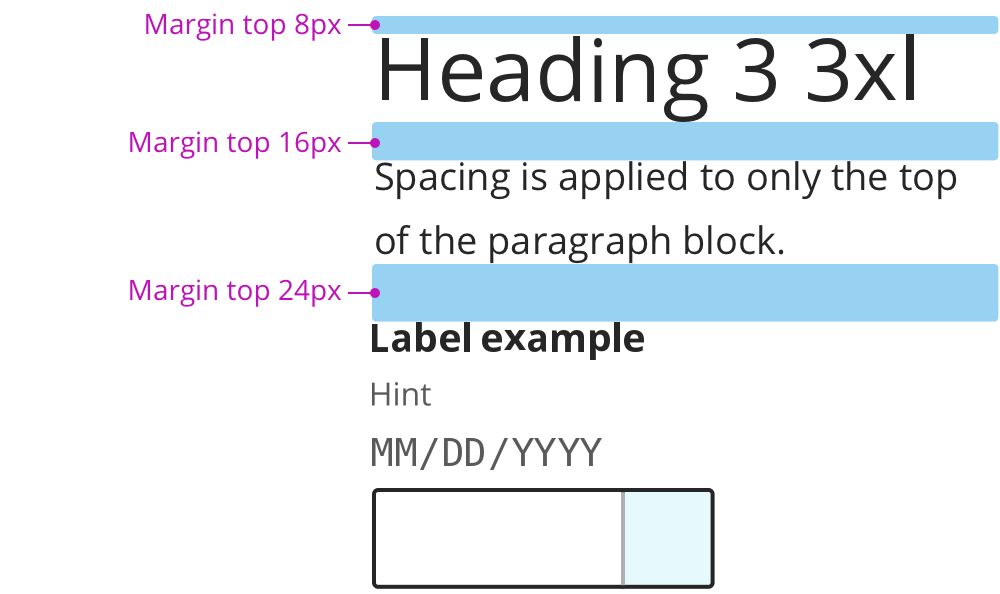 Margin top 8px
Heading 3 3xl
Margin top 16px
Spacing is applied to only the top
of the paragraph block.
Margin top 24px
Label example
Hint
MM/DD/YYYY